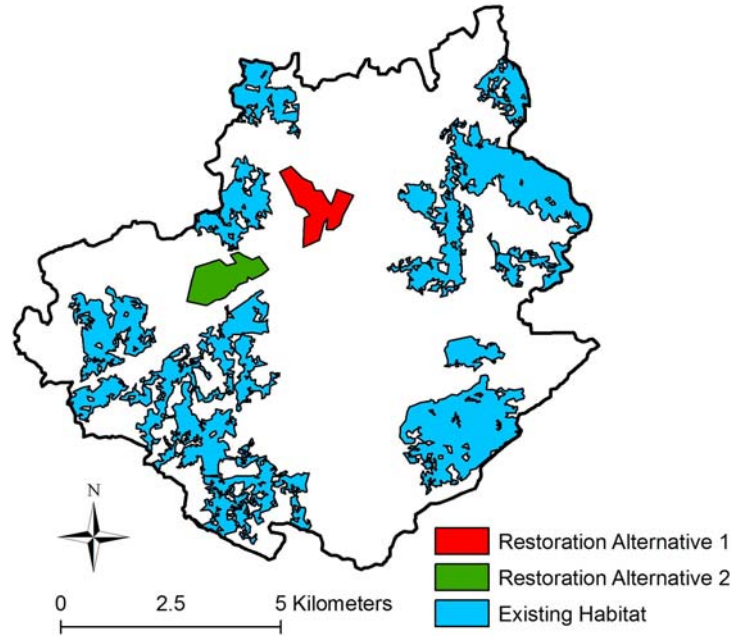 N
Restoration Alternative 1
Restoration Alternative 2
Existing Habitat
0 2.5 5 Kilometers